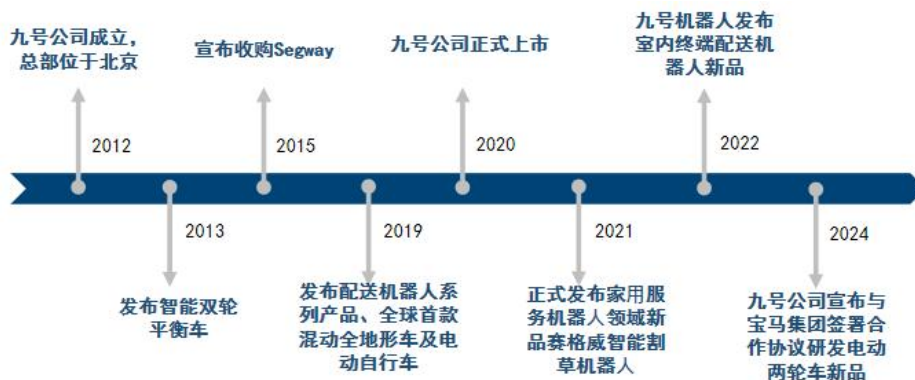 九号公司成立，
总部位于北京
2012
发布智能双轮
平衡车
2013
宣布收购Segway
2015
发布配送机器人系
列产品、全球首款
混动全地形车及电
动自行车
2019
九号公司正式上市
2020
正式发布家用服
务机器人领域新
品赛格威智能割
草机器人
2021
九号机器人发布
室内终端配送机
器人新品
2022
九号公司宣布与
宝马集团签署合
作协议研发电动
两轮车新品
2024